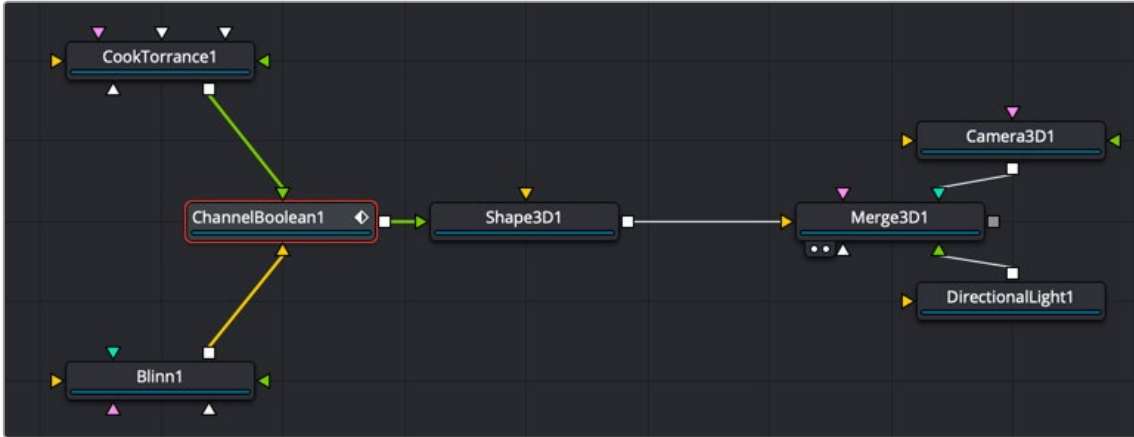 CookTorrance1
Camera3D1
ChannelBoolean1
Shape3D1
Merge3D1
DirectionalLight1
Blinn1